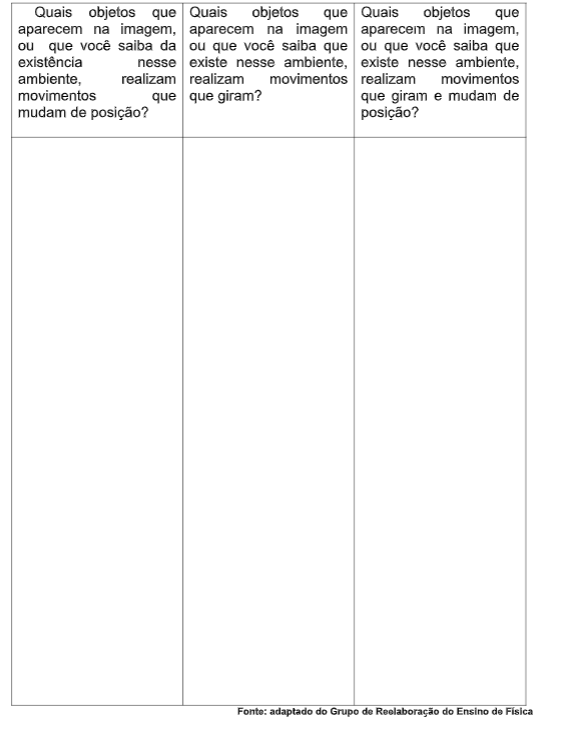 Quais objetos que
aparecem na imagem,
ou que você saiba da
existência nesse
ambiente, realizam
movimentos que
mudam de posição?
Quais objetos que
aparecem na imagem
ou que você saiba que
existe nesse ambiente,
realizam movimentos
que giram?
Quais objetos que
aparecem na imagem,
ou que você saiba que
existe nesse ambiente,
realizam movimentos
que giram e mudam de
posição?
Fonte: adaptado do Grupo de Reelaboração do Ensino de Física